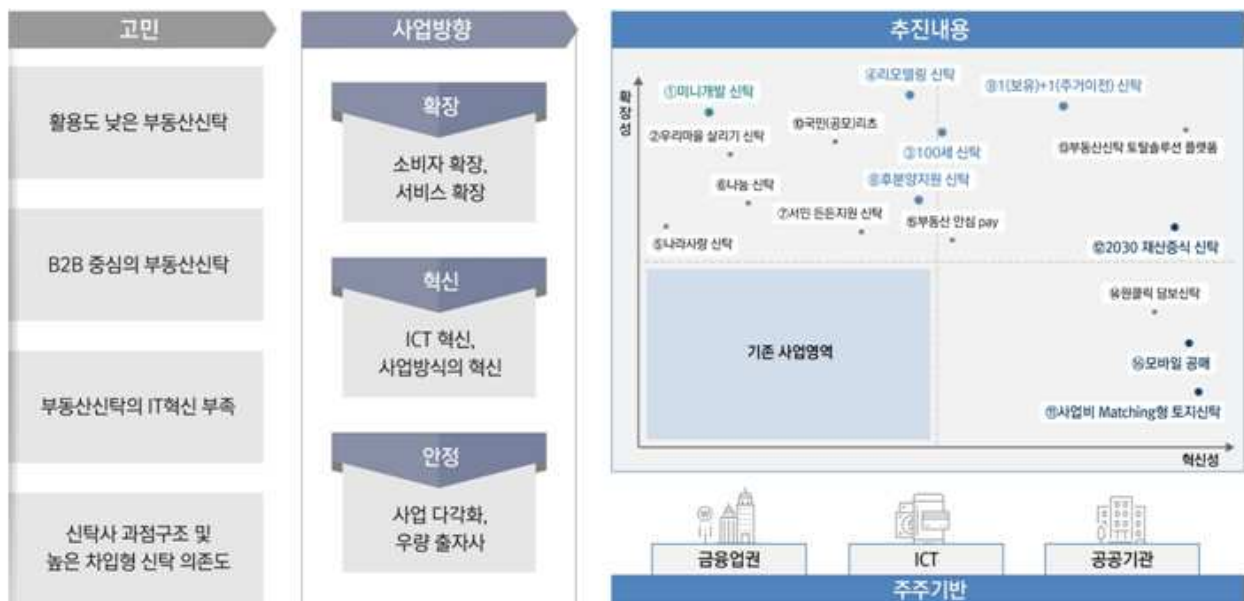 고민
활용도 낮은 부동산신탁
B2B 중심의 부동산신탁
부동산신탁의 IT혁신 부족
신탁사 과점구조 및
높은 차입형 신탁 의존도
사업방향
확장
소비자 확장,
서비스 확장
혁신
ICT 혁신,
사업방식의 혁신
안정
사업 다각화,
우량 출자사
추진내용
확장성
①미니개발 신탁
④리모델링 신탁
1(보유)+1(주거이전) 신탁
②우리마을 살리기 신탁
⑩국민(공모)리츠
③100세 신탁
부동산신탁 토탈솔루션 플랫폼
⑥나눔 신탁
⑧후분양지원 신탁
⑦서민 든든지원 신탁
부동산 안심 pay
⑤나라사랑 신탁
⑫2030 재산증식 신탁
기존 사업영역
⑭원클릭 담보신탁
모바일 공매
⑪사업비 Matching형 토지신탁
혁신성
금융업권
ICT
공공기관
주주기반